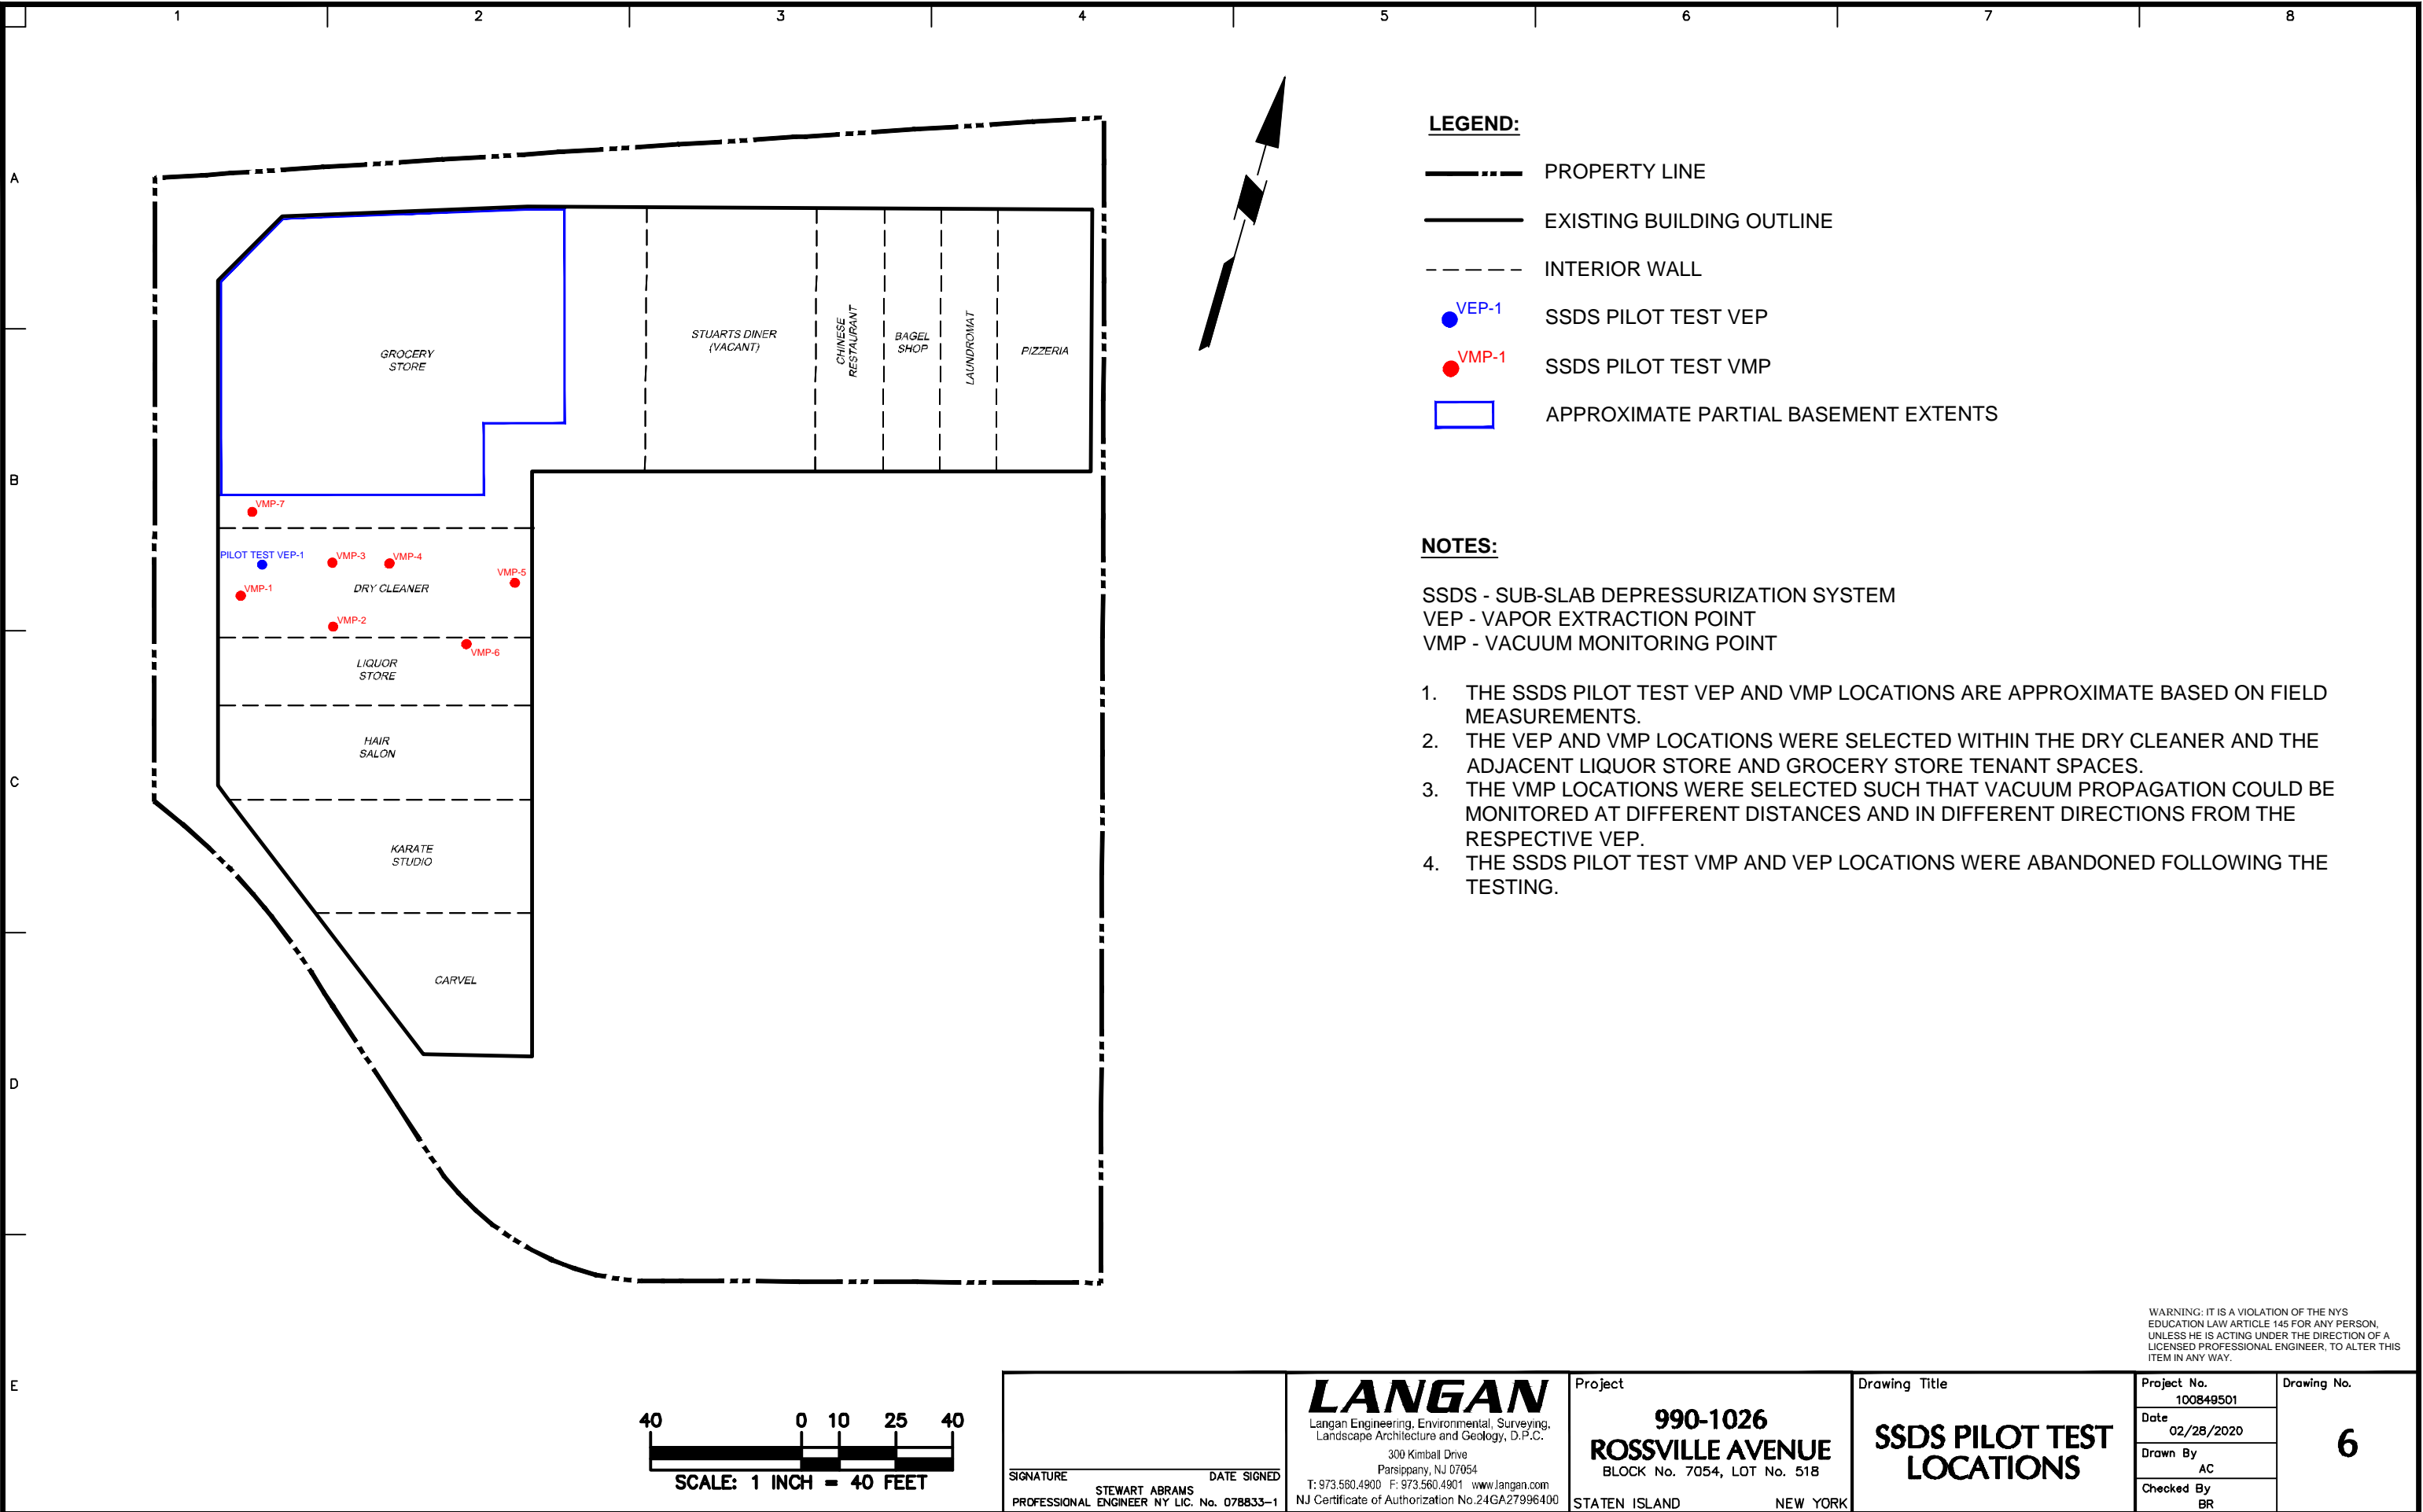 1 2 3 4 5 6 7 8
A
B
C
D
E
GROCERY
STORE
STUARTS DINER
(VACANT)
CHINESE
RESTAURANT
BAGEL
SHOP
LAUNDROMAT
PIZZERIA
VMP-7
PILOT TEST VEP-1
VMP-3
VMP-4
VMP-5
VMP-1
DRY CLEANER
VMP-2
VMP-6
LIQUOR
STORE
HAIR
SALON
KARATE
STUDIO
CARVEL
LEGEND:
PROPERTY LINE
EXISTING BUILDING OUTLINE
INTERIOR WALL
VEP-1 SSDS PILOT TEST VEP
VMP-1 SSDS PILOT TEST VMP
APPROXIMATE PARTIAL BASEMENT EXTENTS
NOTES:
SSDS - SUB-SLAB DEPRESSURIZATION SYSTEM
VEP - VAPOR EXTRACTION POINT
VMP - VACUUM MONITORING POINT
1. THE SSDS PILOT TEST VEP AND VMP LOCATIONS ARE APPROXIMATE BASED ON FIELD
MEASUREMENTS.
2. THE VEP AND VMP LOCATIONS WERE SELECTED WITHIN THE DRY CLEANER AND THE
ADJACENT LIQUOR STORE AND GROCERY STORE TENANT SPACES.
3. THE VMP LOCATIONS WERE SELECTED SUCH THAT VACUUM PROPAGATION COULD BE
MONITORED AT DIFFERENT DISTANCES AND IN DIFFERENT DIRECTIONS FROM THE
RESPECTIVE VEP.
4. THE SSDS PILOT TEST VMP AND VEP LOCATIONS WERE ABANDONED FOLLOWING THE
TESTING.
WARNING: IT IS A VIOLATION OF THE NYS
EDUCATION LAW ARTICLE 145 FOR ANY PERSON,
UNLESS HE IS ACTING UNDER THE DIRECTION OF A
LICENSED PROFESSIONAL ENGINEER, TO ALTER THIS
ITEM IN ANY WAY.
40 0 10 25 40
SCALE: 1 INCH = 40 FEET
SIGNATURE DATE SIGNED
STEWART ABRAMS
PROFESSIONAL ENGINEER NY LIC. No. 078833-1
LANGAN
Langan Engineering, Environmental, Surveying,
Landscape Architecture and Geology, D.P.C.
300 Kimball Drive
Parsippany, NJ 07054
T: 973.560.4900 F: 973.560.4901 www.langan.com
NJ Certificate of Authorization No.24GA27996400
Project
990-1026
ROSSVILLE AVENUE
BLOCK No. 7054, LOT No. 518
STATEN ISLAND NEW YORK
Drawing Title
SSDS PILOT TEST
LOCATIONS
Project No.
100849501
Date
02/28/2020
Drawn By
AC
Checked By
BR
Drawing No.
6